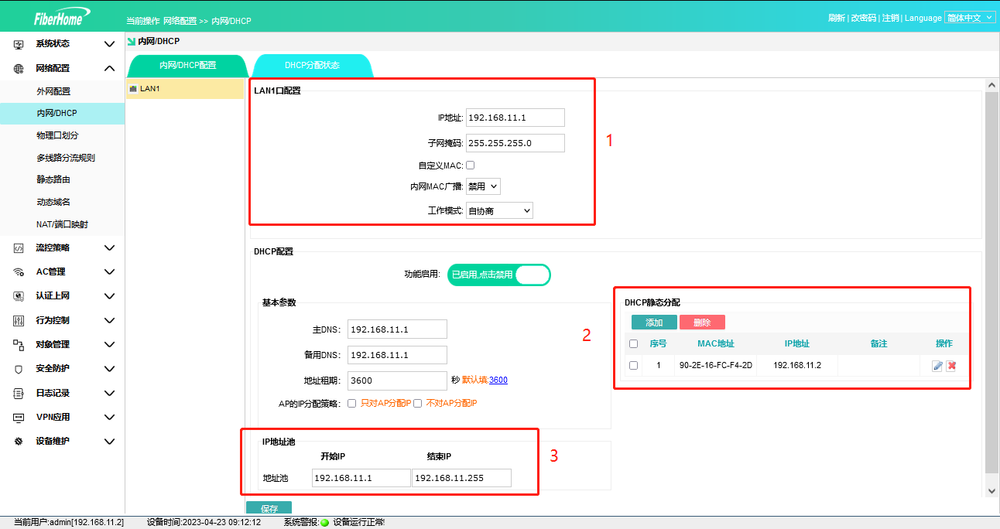 FiberHome
当前操作 网络配置 >> 内网/DHCP
刷新 | 改密码 | 注销 | Language 简体中文
系统状态
网络配置
外网配置
内网/DHCP
物理口划分
多线路分流规则
静态路由
动态域名
NAT/端口映射
流控策略
AC管理
认证上网
行为控制
对象管理
安全防护
日志记录
VPN应用
设备维护
内网/DHCP
内网/DHCP配置 DHCP分配状态
LAN1
LAN1口配置
IP地址: 192.168.11.1
子网掩码: 255.255.255.0
自定义MAC:
内网MAC广播: 禁用
工作模式: 自协商
1
DHCP配置
功能启用: 已启用,点击禁用
基本参数
主DNS: 192.168.11.1
备用DNS: 192.168.11.1
地址租期: 3600 秒 默认填:3600
AP的IP分配策略: 只对AP分配IP 不对AP分配IP
2
DHCP静态分配
添加 删除
序号 MAC地址 IP地址 备注 操作
1 90-2E-16-FC-F4-2D 192.168.11.2
IP地址池
开始IP 结束IP
地址池 192.168.11.1 192.168.11.255
3
保存
当前用户:admin[192.168.11.2] 设备时间:2023-04-23 09:12:12 系统警报: 设备运行正常!